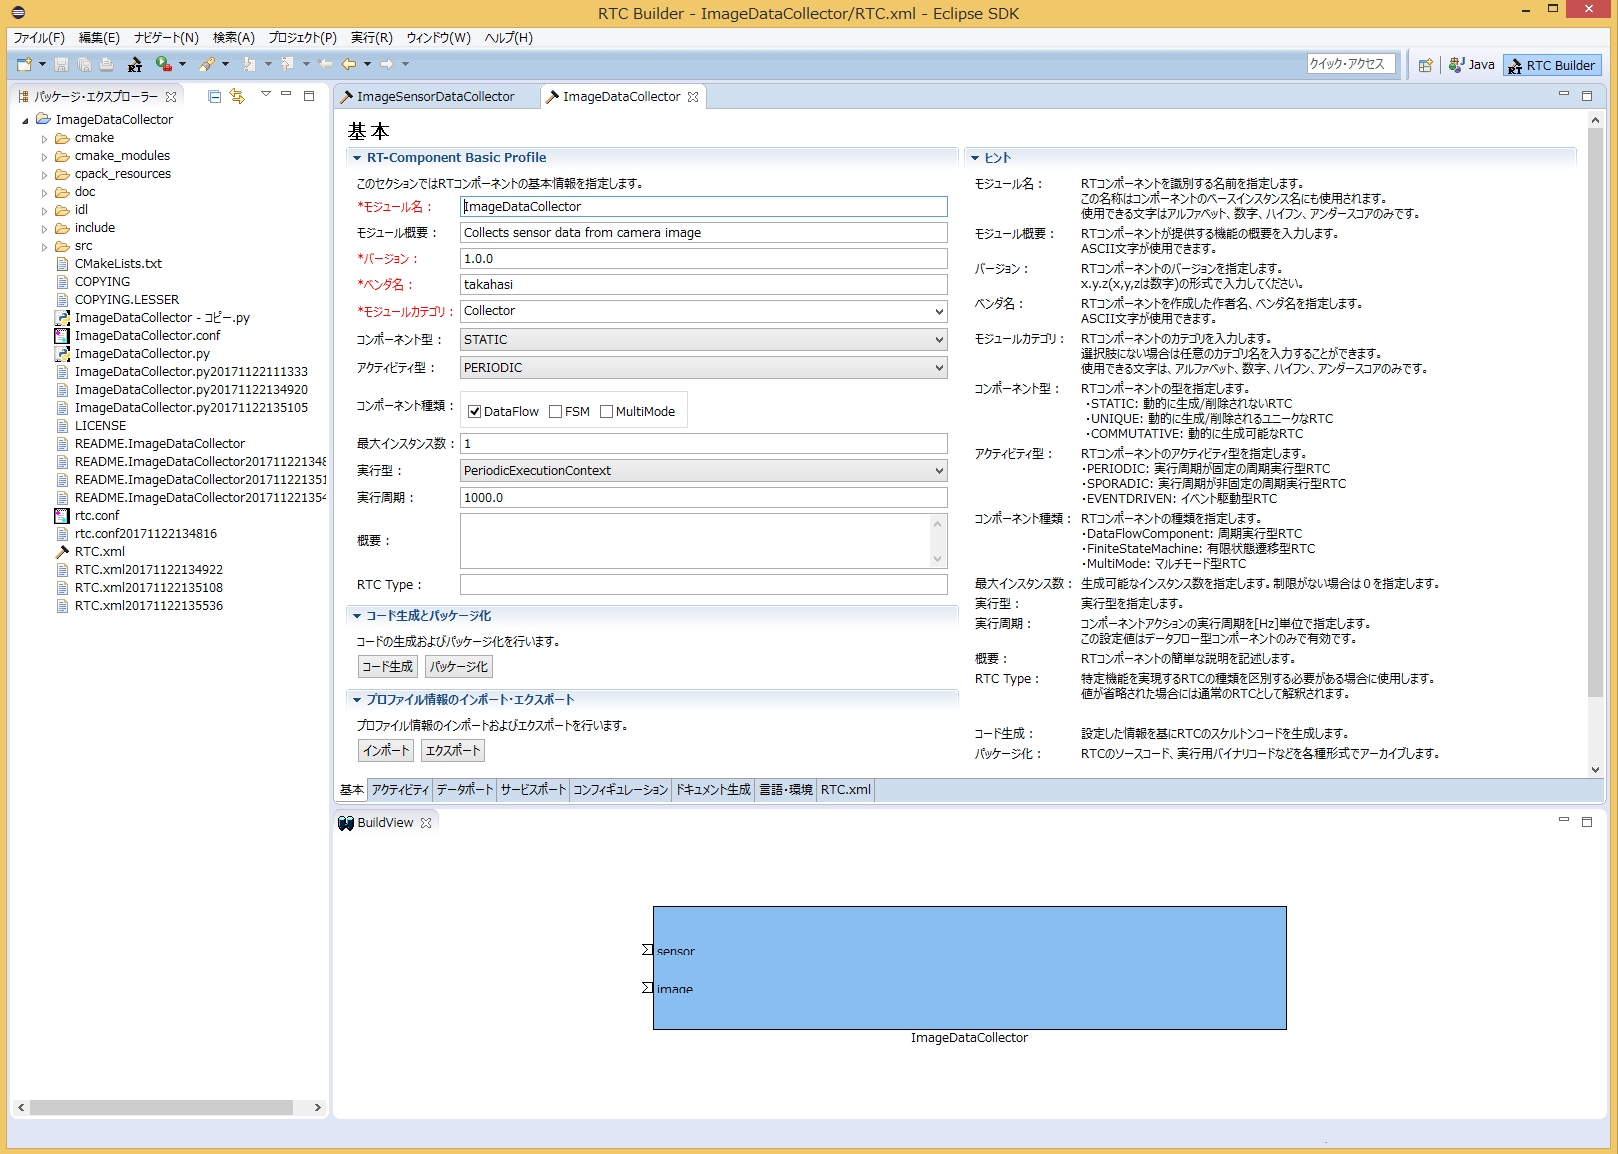 RTC Builder - ImageDataCollector/RTC.xml - Eclipse SDK
ファイル(F) 編集(E) ナビゲート(N) 検索(A) プロジェクト(P) 実行(R) ウィンドウ(W) ヘルプ(H)
クイック・アクセス Java RTC Builder
パッケージ・エクスプローラー
ImageDataCollector
cmake
cmake_modules
cpack_resources
doc
idl
include
src
CMakeLists.txt
COPYING
COPYING.LESSER
ImageDataCollector - コピー.py
ImageDataCollector.conf
ImageDataCollector.py
ImageDataCollector.py20171122111333
ImageDataCollector.py20171122134920
ImageDataCollector.py20171122135105
LICENSE
README.ImageDataCollector
README.ImageDataCollector201711221348
README.ImageDataCollector201711221351
README.ImageDataCollector201711221354
rtc.conf
rtc.conf20171122134816
RTC.xml
RTC.xml20171122134922
RTC.xml20171122135108
RTC.xml20171122135536
ImageSensorDataCollector ImageDataCollector
基本
RT-Component Basic Profile
このセクションではRTコンポーネントの基本情報を指定します。
*モジュール名： ImageDataCollector
モジュール概要： Collects sensor data from camera image
*バージョン： 1.0.0
*ベンダ名： takahasi
*モジュールカテゴリ： Collector
コンポーネント型： STATIC
アクティビティ型： PERIODIC
コンポーネント種類： DataFlow FSM MultiMode
最大インスタンス数： 1
実行型： PeriodicExecutionContext
実行周期： 1000.0
概要：
RTC Type：
コード生成とパッケージ化
コードの生成およびパッケージ化を行います。
コード生成 パッケージ化
プロファイル情報のインポート・エクスポート
プロファイル情報のインポートおよびエクスポートを行います。
インポート エクスポート
ヒント
モジュール名： RTコンポーネントを識別する名前を指定します。
この名称はコンポーネントのベースインスタンス名にも使用されます。
使用できる文字はアルファベット、数字、ハイフン、アンダースコアのみです。
モジュール概要： RTコンポーネントが提供する機能の概要を入力します。
ASCII文字が使用できます。
バージョン： RTコンポーネントのバージョンを指定します。
x.y.z(x,y,zは数字)の形式で入力してください。
ベンダ名： RTコンポーネントを作成した作者名、ベンダ名を指定します。
ASCII文字が使用できます。
モジュールカテゴリ： RTコンポーネントのカテゴリを入力します。
選択肢にない場合は任意のカテゴリ名を入力することができます。
使用できる文字は、アルファベット、数字、ハイフン、アンダースコアのみです。
コンポーネント型： RTコンポーネントの型を指定します。
・STATIC: 動的に生成/削除されないRTC
・UNIQUE: 動的に生成/削除されるユニークなRTC
・COMMUTATIVE: 動的に生成可能なRTC
アクティビティ型： RTコンポーネントのアクティビティ型を指定します。
・PERIODIC: 実行周期が固定の周期実行型RTC
・SPORADIC: 実行周期が非固定の周期実行型RTC
・EVENTDRIVEN: イベント駆動型RTC
コンポーネント種類： RTコンポーネントの種類を指定します。
・DataFlowComponent: 周期実行型RTC
・FiniteStateMachine: 有限状態遷移型RTC
・MultiMode: マルチモード型RTC
最大インスタンス数： 生成可能なインスタンス数を指定します。制限がない場合は０を指定します。
実行型： 実行型を指定します。
実行周期： コンポーネントアクションの実行周期を[Hz]単位で指定します。
この設定値はデータフロー型コンポーネントのみで有効です。
概要： RTコンポーネントの簡単な説明を記述します。
RTC Type： 特定機能を実現するRTCの種類を区別する必要がある場合に使用します。
値が省略された場合には通常のRTCとして解釈されます。
コード生成： 設定した情報を基にRTCのスケルトンコードを生成します。
パッケージ化： RTCのソースコード、実行用バイナリコードなどを各種形式でアーカイブします。
基本 アクティビティ データポート サービスポート コンフィギュレーション ドキュメント生成 言語・環境 RTC.xml
BuildView
sensor
image
ImageDataCollector